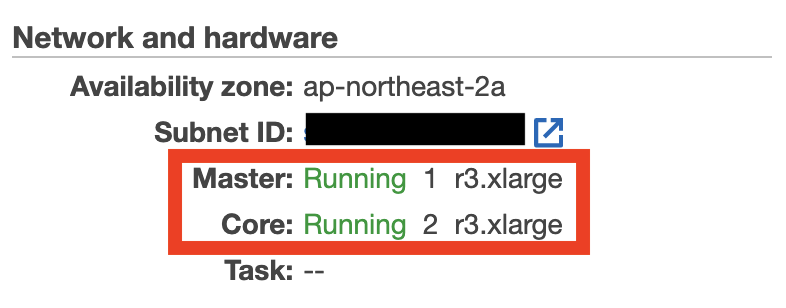 Network and hardware
Availability zone: ap-northeast-2a
Subnet ID:
Master: Running 1 r3.xlarge
Core: Running 2 r3.xlarge
Task: --